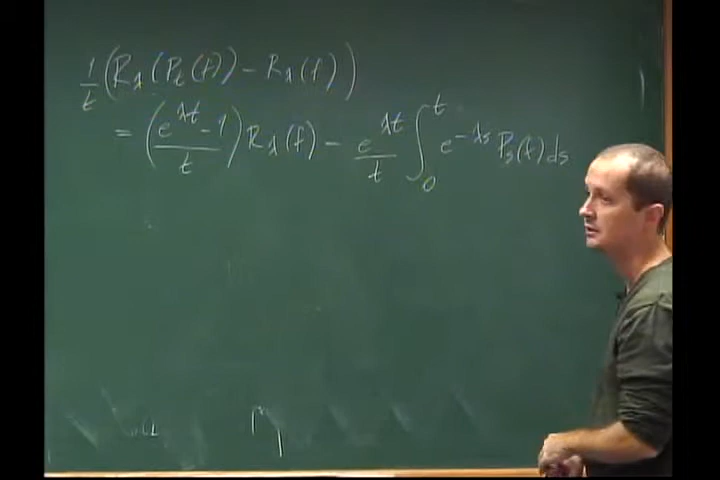 1/t (R_λ(P_t(f)) - R_λ(f))
= ((e^{λt} - 1)/t) R_λ(f) - e^{λt}/t ∫_0^t e^{-λs} P_s(f) ds